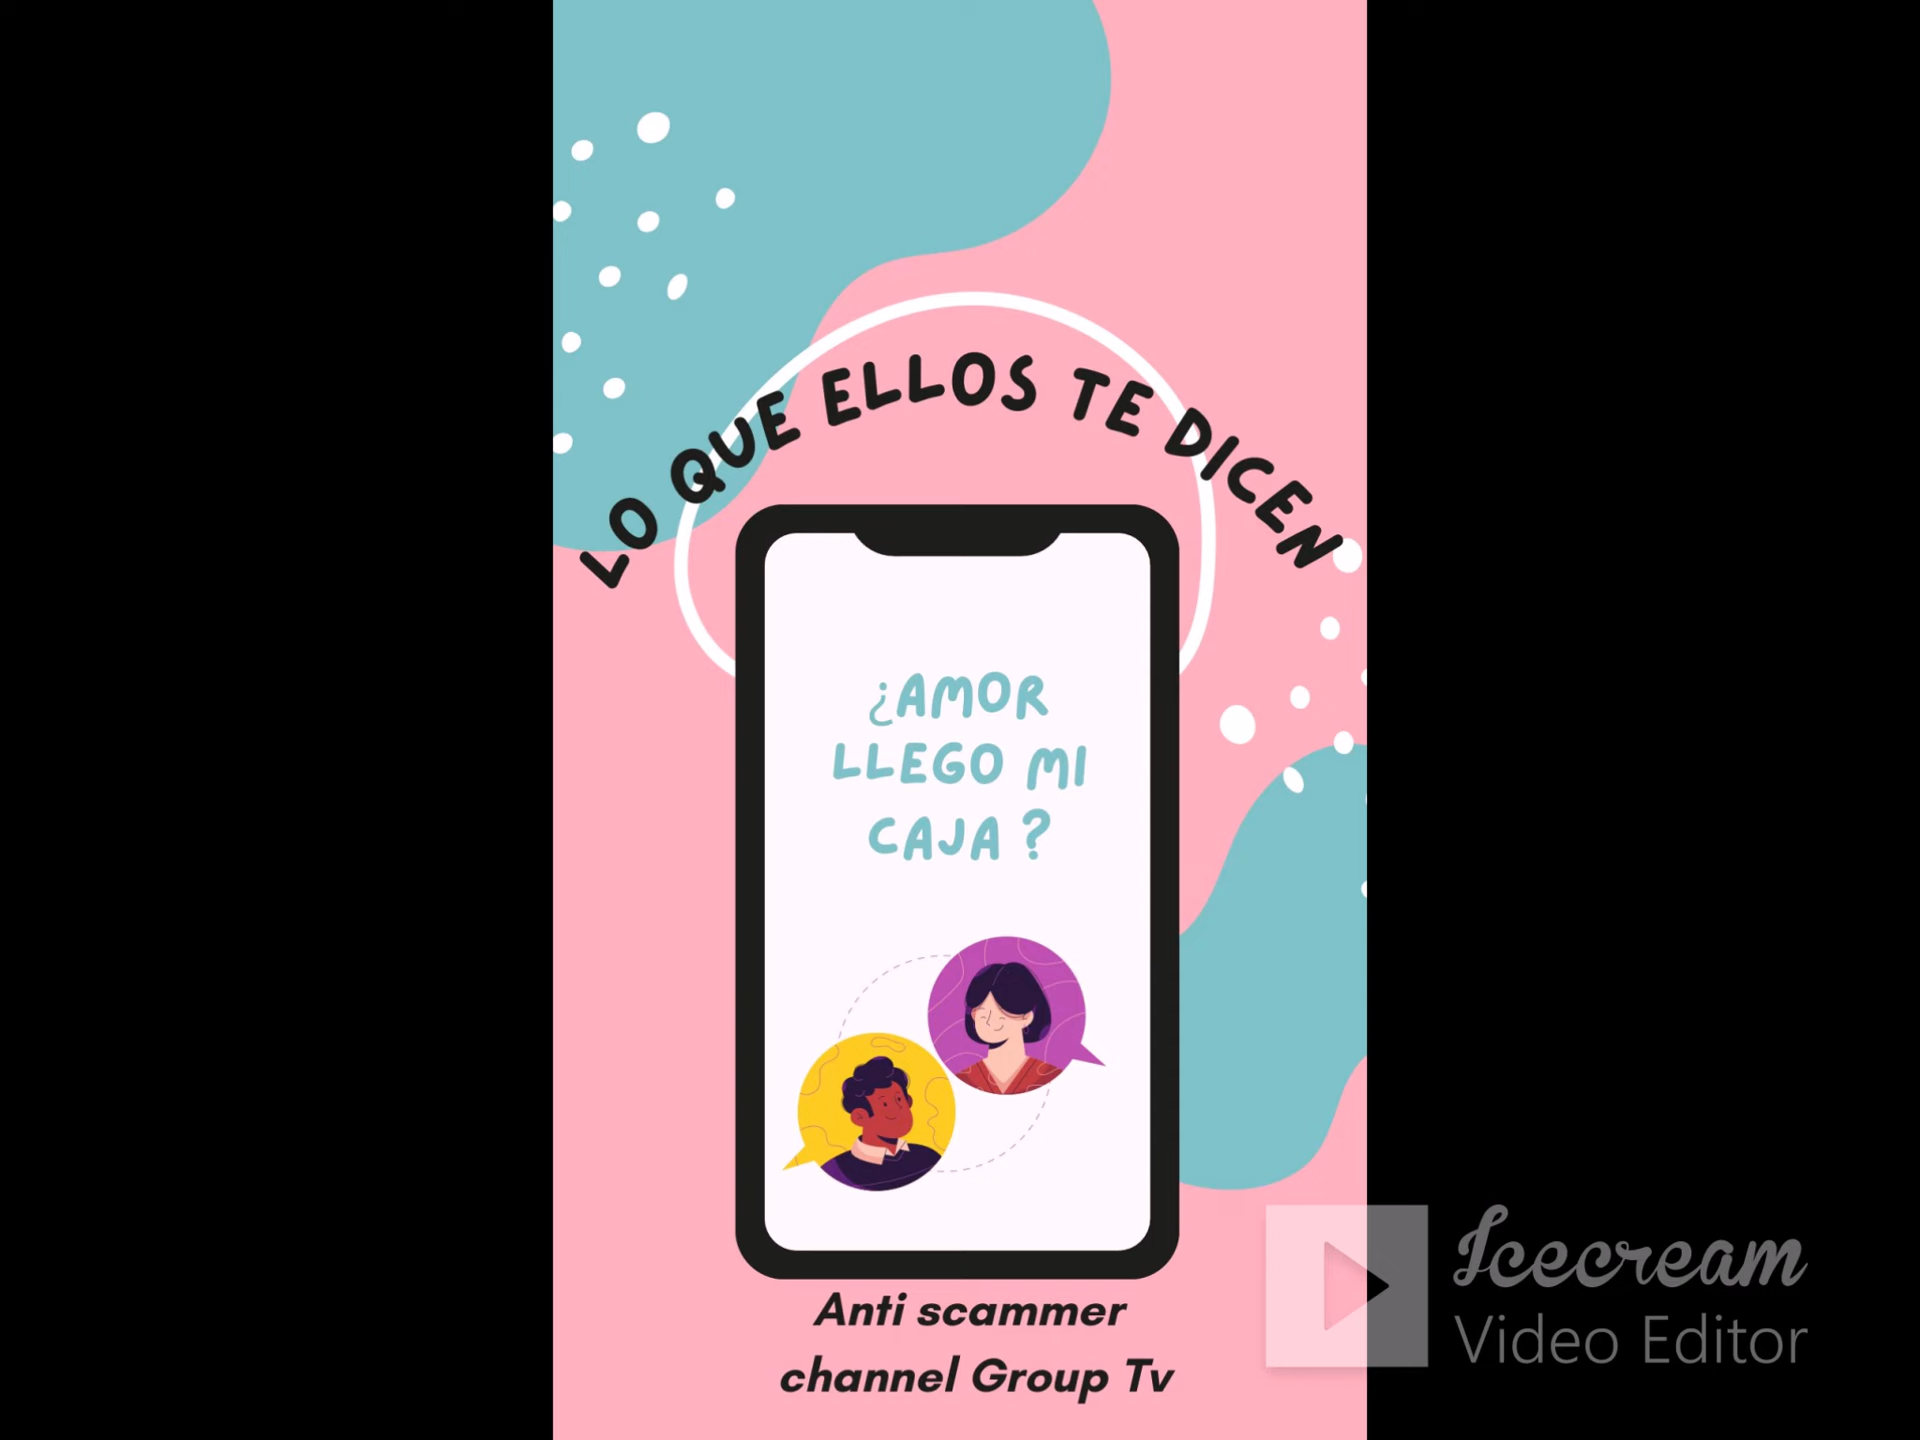 LO QUE ELLOS TE DICEN
¿AMOR
LLEGO MI
CAJA ?
Anti scammer
channel Group Tv
Icecream
Video Editor